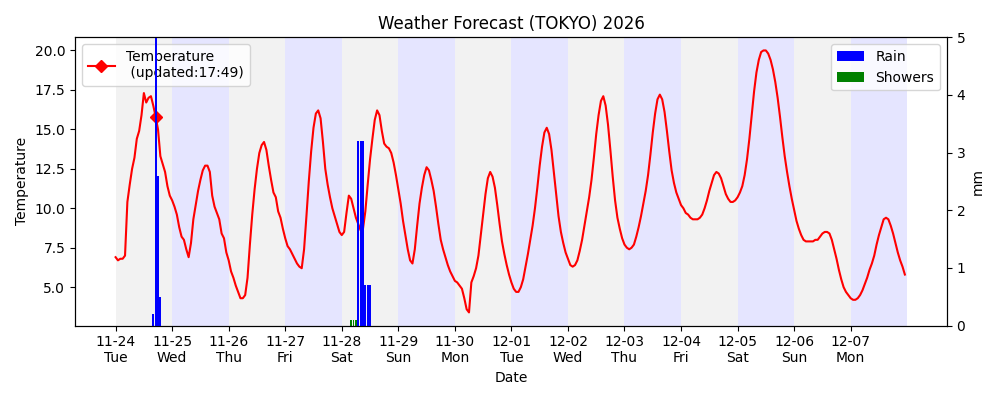 Weather Forecast (TOKYO) 2026
Temperature
(updated:17:49)
Rain
Showers
Temperature
20.0
17.5
15.0
12.5
10.0
7.5
5.0
5
4
3
2
1
0
mm
11-24 11-25 11-26 11-27 11-28 11-29 11-30 12-01 12-02 12-03 12-04 12-05 12-06 12-07
Tue Wed Thu Fri Sat Sun Mon Tue Wed Thu Fri Sat Sun Mon
Date